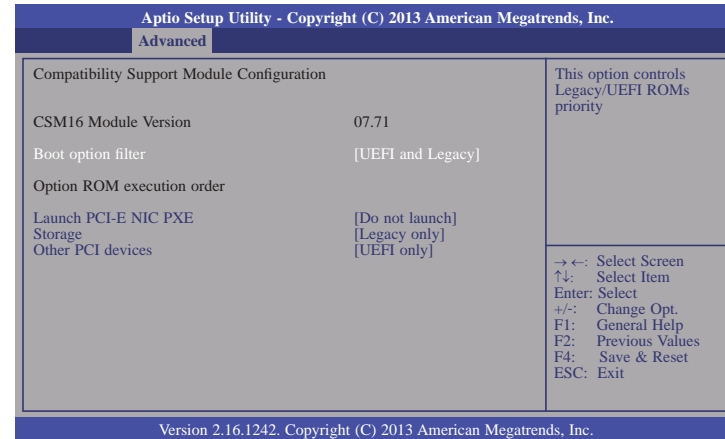 Aptio Setup Utility - Copyright (C) 2013 American Megatrends, Inc.
Advanced
Compatibility Support Module Configuration
CSM16 Module Version 07.71
Boot option filter [UEFI and Legacy]
Option ROM execution order
Launch PCI-E NIC PXE [Do not launch]
Storage [Legacy only]
Other PCI devices [UEFI only]
This option controls
Legacy/UEFI ROMs
priority
→←: Select Screen
↑↓: Select Item
Enter: Select
+/-: Change Opt.
F1: General Help
F2: Previous Values
F4: Save & Reset
ESC: Exit
Version 2.16.1242. Copyright (C) 2013 American Megatrends, Inc.